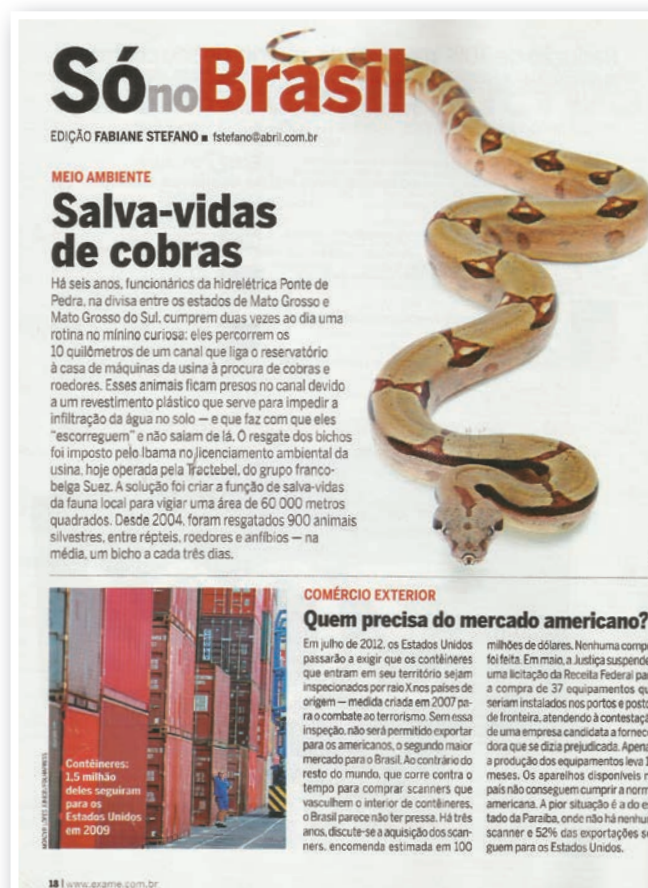 Só no Brasil
EDIÇÃO FABIANE STEFANO ■ fstefano@abril.com.br
MEIO AMBIENTE
Salva-vidas
de cobras
Há seis anos, funcionários da hidrelétrica Ponte de
Pedra, na divisa entre os estados de Mato Grosso e
Mato Grosso do Sul, cumprem duas vezes ao dia uma
rotina no mínino curiosa: eles percorrem os
10 quilômetros de um canal que liga o reservatório
à casa de máquinas da usina à procura de cobras e
roedores. Esses animais ficam presos no canal devido
a um revestimento plástico que serve para impedir a
infiltração da água no solo — e que faz com que eles
“escorreguem” e não saiam de lá. O resgate dos bichos
foi imposto pelo Ibama no licenciamento ambiental da
usina, hoje operada pela Tractebel, do grupo franco-
belga Suez. A solução foi criar a função de salva-vidas
da fauna local para vigiar uma área de 60 000 metros
quadrados. Desde 2004, foram resgatados 900 animais
silvestres, entre répteis, roedores e anfíbios — na
média, um bicho a cada três dias.
Contêineres:
1,5 milhão
deles seguiram
para os
Estados Unidos
em 2009
COMÉRCIO EXTERIOR
Quem precisa do mercado americano?
Em julho de 2012, os Estados Unidos
passarão a exigir que os contêineres
que entram em seu território sejam
inspecionados por raio X nos países de
origem — medida criada em 2007 pa-
ra o combate ao terrorismo. Sem essa
inspeção, não será permitido exportar
para os americanos, o segundo maior
mercado para o Brasil. Ao contrário do
resto do mundo, que corre contra o
tempo para comprar scanners que
vasculhem o interior de contêineres,
o Brasil parece não ter pressa. Há três
anos, discute-se a aquisição dos scan-
ners, encomenda estimada em 100
milhões de dólares. Nenhuma comp
foi feita. Em maio, a Justiça suspende
uma licitação da Receita Federal par
a compra de 37 equipamentos qu
seriam instalados nos portos e posto
de fronteira, atendendo à contestaçã
de uma empresa candidata a fornece
dora que se dizia prejudicada. Apena
a produção dos equipamentos leva 1
meses. Os aparelhos disponíveis n
país não conseguem cumprir a norm
americana. A pior situação é a do es
tado da Paraíba, onde não há nenhu
scanner e 52% das exportações se
guem para os Estados Unidos.
18 | www.exame.com.br